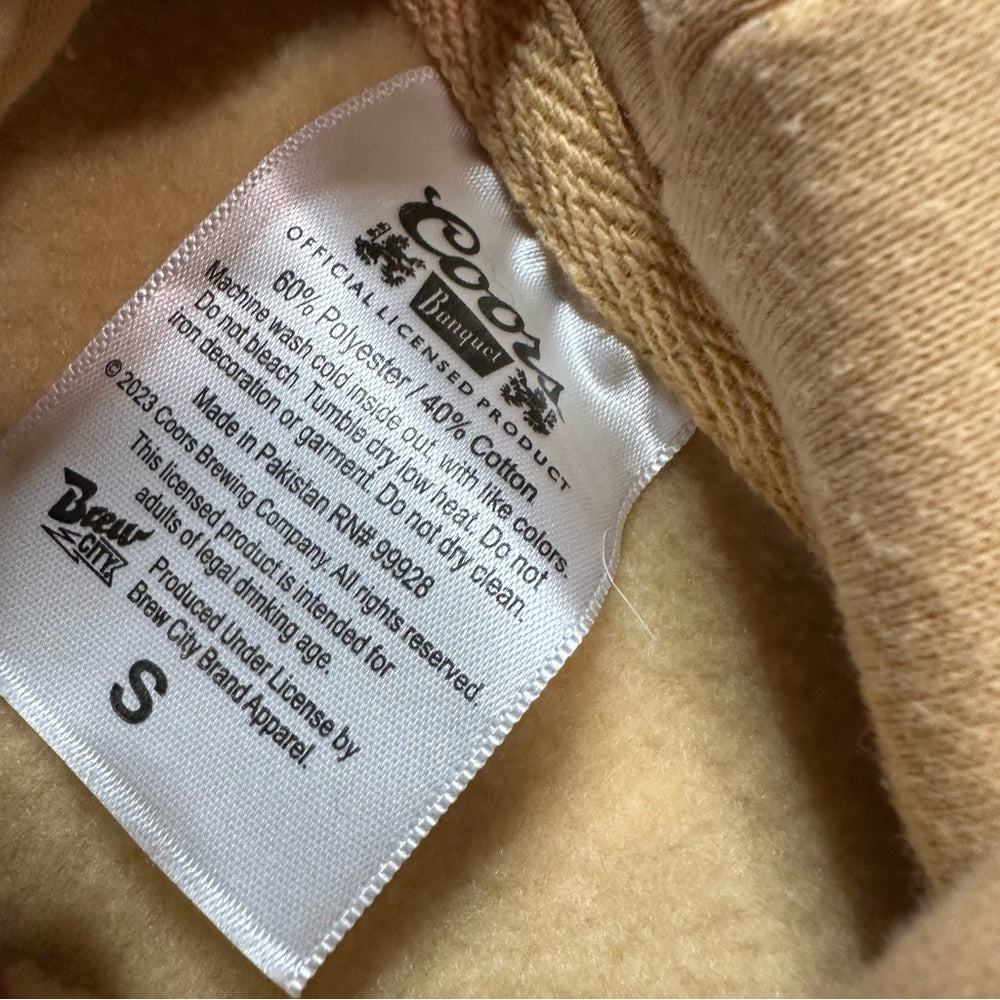 Coors
Banquet
OFFICIAL LICENSED PRODUCT
60% Polyester / 40% Cotton
Machine wash cold inside out, with like colors.
Do not bleach. Tumble dry low heat. Do not
iron decoration or garment. Do not dry clean.
Made in Pakistan RN# 99928
© 2023 Coors Brewing Company. All rights reserved.
This licensed product is intended for
adults of legal drinking age.
Brew
CITY
Produced Under License by
Brew City Brand Apparel.
S